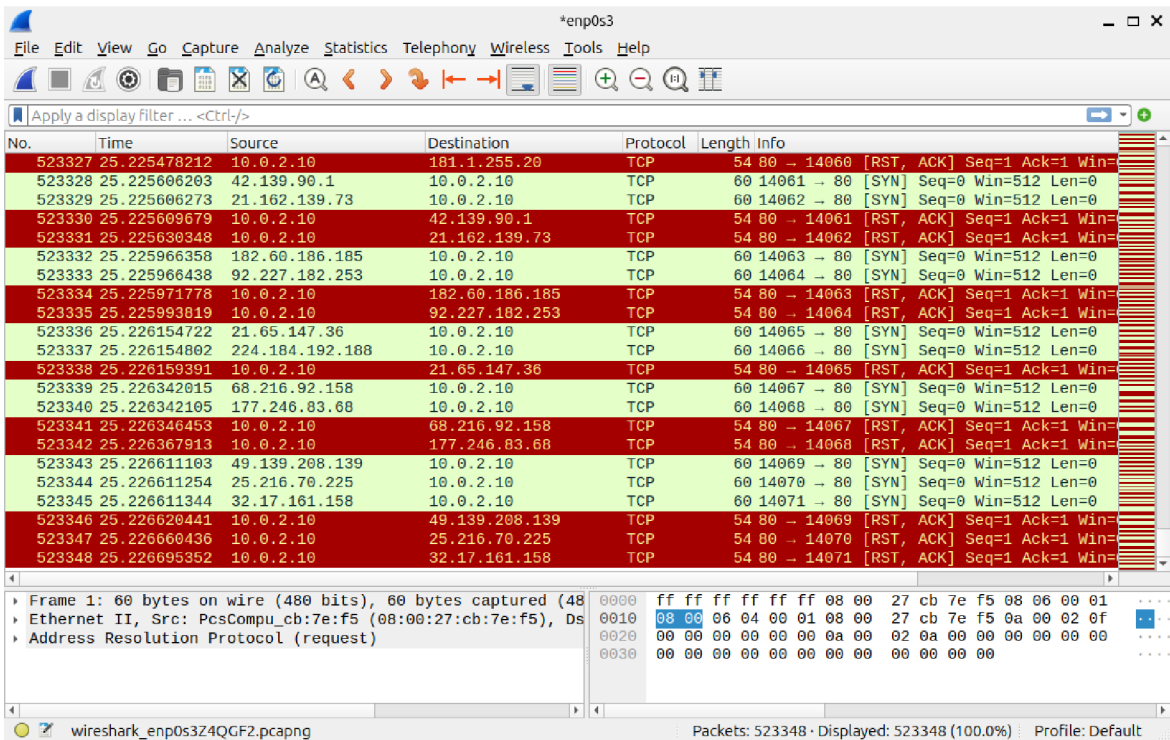 *enp0s3
File Edit View Go Capture Analyze Statistics Telephony Wireless Tools Help
Apply a display filter … <Ctrl-/>
No. Time Source Destination Protocol Length Info
523327 25.225478212 10.0.2.10 181.1.255.20 TCP 54 80 → 14060 [RST, ACK] Seq=1 Ack=1 Win=
523328 25.225606203 42.139.90.1 10.0.2.10 TCP 60 14061 → 80 [SYN] Seq=0 Win=512 Len=0
523329 25.225606273 21.162.139.73 10.0.2.10 TCP 60 14062 → 80 [SYN] Seq=0 Win=512 Len=0
523330 25.225609679 10.0.2.10 42.139.90.1 TCP 54 80 → 14061 [RST, ACK] Seq=1 Ack=1 Win=
523331 25.225630348 10.0.2.10 21.162.139.73 TCP 54 80 → 14062 [RST, ACK] Seq=1 Ack=1 Win=
523332 25.225966358 182.60.186.185 10.0.2.10 TCP 60 14063 → 80 [SYN] Seq=0 Win=512 Len=0
523333 25.225966438 92.227.182.253 10.0.2.10 TCP 60 14064 → 80 [SYN] Seq=0 Win=512 Len=0
523334 25.225971778 10.0.2.10 182.60.186.185 TCP 54 80 → 14063 [RST, ACK] Seq=1 Ack=1 Win=
523335 25.225993819 10.0.2.10 92.227.182.253 TCP 54 80 → 14064 [RST, ACK] Seq=1 Ack=1 Win=
523336 25.226154722 21.65.147.36 10.0.2.10 TCP 60 14065 → 80 [SYN] Seq=0 Win=512 Len=0
523337 25.226154802 224.184.192.188 10.0.2.10 TCP 60 14066 → 80 [SYN] Seq=0 Win=512 Len=0
523338 25.226159391 10.0.2.10 21.65.147.36 TCP 54 80 → 14065 [RST, ACK] Seq=1 Ack=1 Win=
523339 25.226342015 68.216.92.158 10.0.2.10 TCP 60 14067 → 80 [SYN] Seq=0 Win=512 Len=0
523340 25.226342105 177.246.83.68 10.0.2.10 TCP 60 14068 → 80 [SYN] Seq=0 Win=512 Len=0
523341 25.226346453 10.0.2.10 68.216.92.158 TCP 54 80 → 14067 [RST, ACK] Seq=1 Ack=1 Win=
523342 25.226367913 10.0.2.10 177.246.83.68 TCP 54 80 → 14068 [RST, ACK] Seq=1 Ack=1 Win=
523343 25.226611103 49.139.208.139 10.0.2.10 TCP 60 14069 → 80 [SYN] Seq=0 Win=512 Len=0
523344 25.226611254 25.216.70.225 10.0.2.10 TCP 60 14070 → 80 [SYN] Seq=0 Win=512 Len=0
523345 25.226611344 32.17.161.158 10.0.2.10 TCP 60 14071 → 80 [SYN] Seq=0 Win=512 Len=0
523346 25.226620441 10.0.2.10 49.139.208.139 TCP 54 80 → 14069 [RST, ACK] Seq=1 Ack=1 Win=
523347 25.226660436 10.0.2.10 25.216.70.225 TCP 54 80 → 14070 [RST, ACK] Seq=1 Ack=1 Win=
523348 25.226695352 10.0.2.10 32.17.161.158 TCP 54 80 → 14071 [RST, ACK] Seq=1 Ack=1 Win=
Frame 1: 60 bytes on wire (480 bits), 60 bytes captured (48
Ethernet II, Src: PcsCompu_cb:7e:f5 (08:00:27:cb:7e:f5), Ds
Address Resolution Protocol (request)
0000 ff ff ff ff ff ff 08 00 27 cb 7e f5 08 06 00 01 ····
0010 08 00 06 04 00 01 08 00 27 cb 7e f5 0a 00 02 0f ····
0020 00 00 00 00 00 00 0a 00 02 0a 00 00 00 00 00 00 ····
0030 00 00 00 00 00 00 00 00 00 00 00 00 ····
wireshark_enp0s3Z4QGF2.pcapng Packets: 523348 · Displayed: 523348 (100.0%) Profile: Default